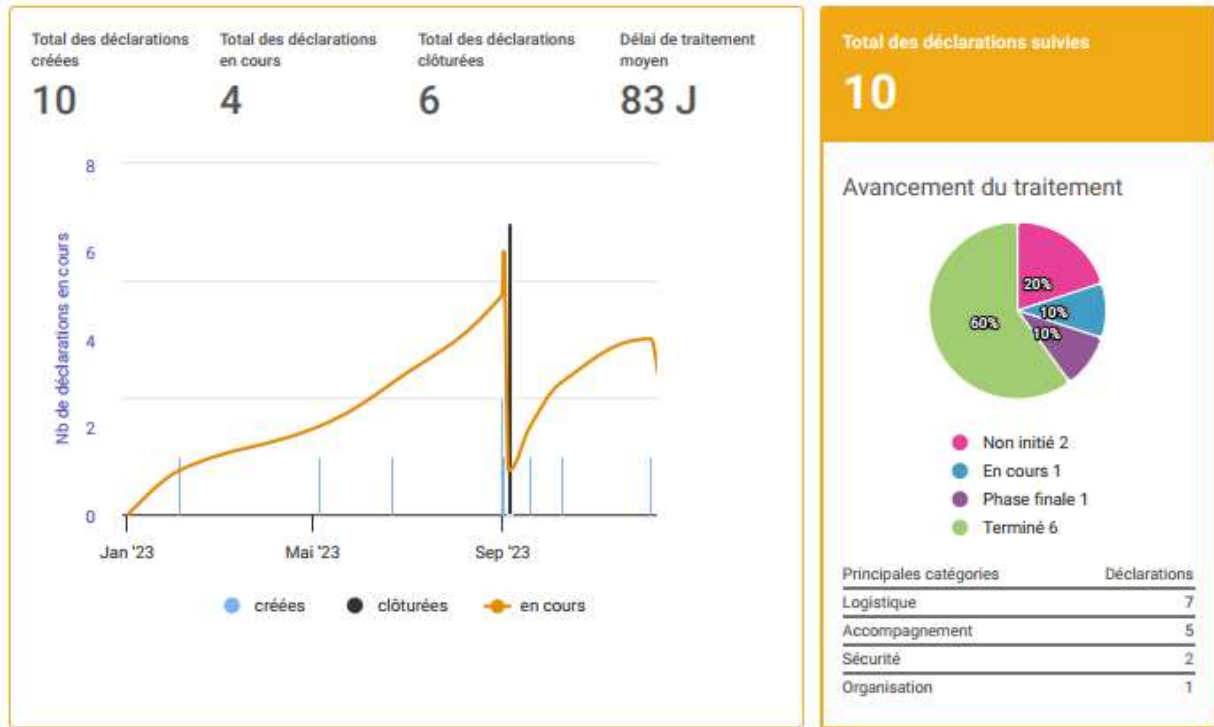 Total des déclarations
créées
10
Total des déclarations
en cours
4
Total des déclarations
clôturées
6
Délai de traitement
moyen
83 J
Nb de déclarations en cours
8
6
4
2
0
Jan '23
Mai '23
Sep '23
créées
clôturées
en cours
Total des déclarations suivies
10
Avancement du traitement
20%
10%
10%
60%
Non initié 2
En cours 1
Phase finale 1
Terminé 6
Principales catégories Déclarations
Logistique 7
Accompagnement 5
Sécurité 2
Organisation 1